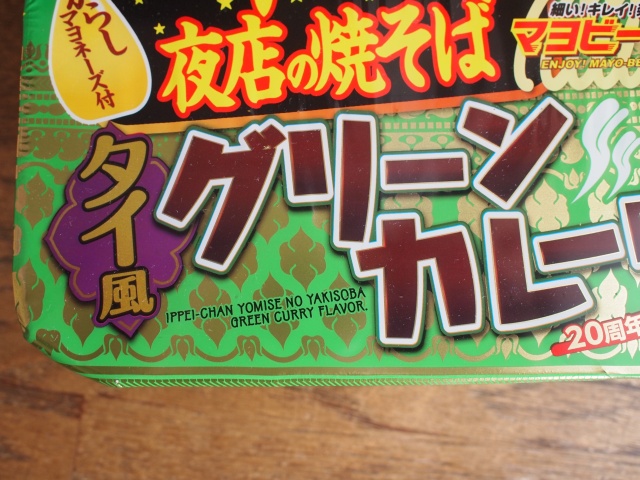 からし
マヨネーズ付
夜店の焼そば
細い!キレイ!
マヨビー
ENJOY! MAYO-BE
タイ風
グリーン
カレー
IPPEI-CHAN YOMISE NO YAKISOBA
GREEN CURRY FLAVOR.
20周年